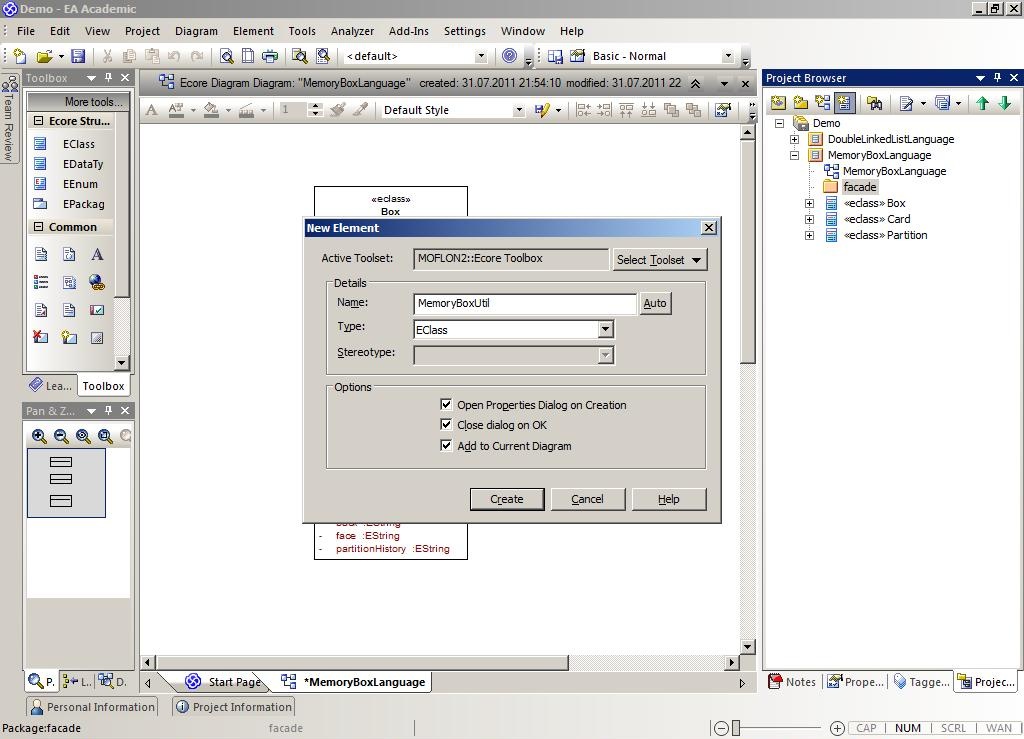 Demo - EA Academic
File Edit View Project Diagram Element Tools Analyzer Add-Ins Settings Window Help
<default>
Basic - Normal
Team Review
Toolbox
More tools...
Ecore Stru...
EClass
EDataTy
EEnum
EPackag
Common
Lea...
Toolbox
Pan & Z...
P.
L..
D.
Ecore Diagram Diagram: "MemoryBoxLanguage" created: 31.07.2011 21:54:10 modified: 31.07.2011 22
1
Default Style
«eclass»
Box
New Element
Active Toolset:
MOFLON2::Ecore Toolbox
Select Toolset
Details
Name:
MemoryBoxUtil
Auto
Type:
EClass
Stereotype:
Options
Open Properties Dialog on Creation
Close dialog on OK
Add to Current Diagram
Create
Cancel
Help
- face :EString
- partitionHistory :EString
Start Page
*MemoryBoxLanguage
Project Browser
Demo
DoubleLinkedListLanguage
MemoryBoxLanguage
MemoryBoxLanguage
facade
«eclass» Box
«eclass» Card
«eclass» Partition
Notes
Prope...
Tagge...
Projec...
Personal Information
Project Information
Package:facade
facade
CAP NUM SCRL WAN